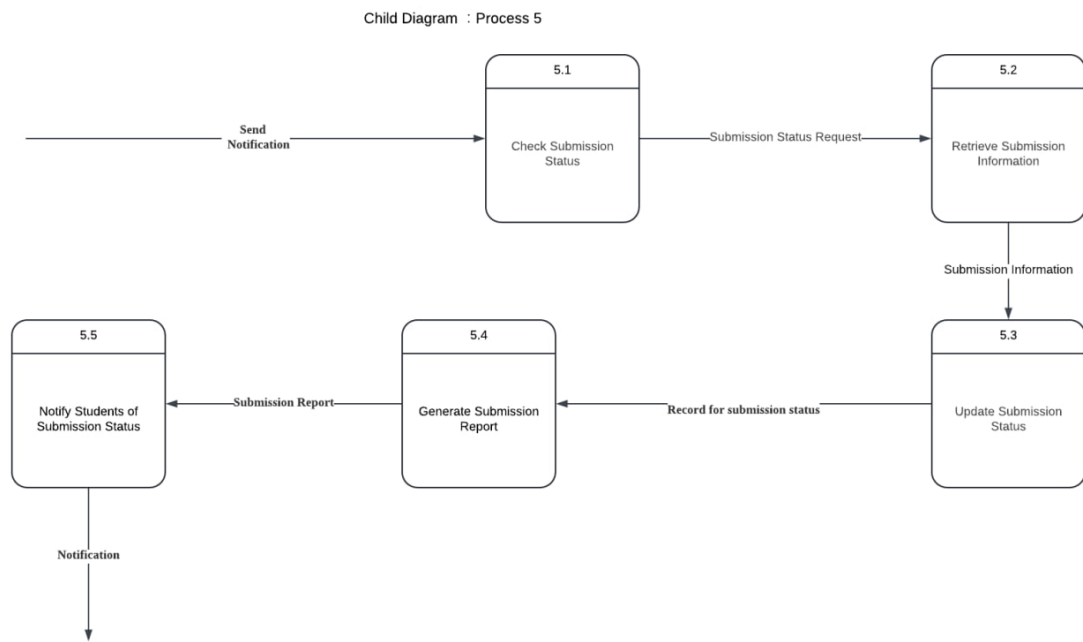 Child Diagram : Process 5
5.1
5.2
Send
Notification
Check Submission
Status
Submission Status Request
Retrieve Submission
Information
Submission Information
5.5
5.4
5.3
Notify Students of
Submission Status
Submission Report
Generate Submission
Report
Record for submission status
Update Submission
Status
Notification